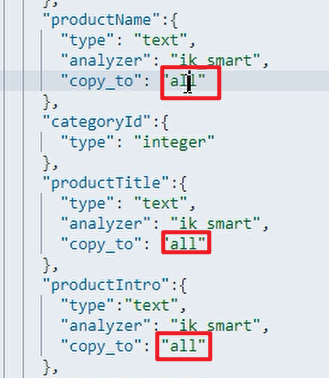 },
"productName":{
"type": "text",
"analyzer": "ik_smart",
"copy_to": "all"
},
"categoryId":{
"type": "integer"
},
"productTitle":{
"type": "text",
"analyzer": "ik_smart",
"copy_to": "all"
},
"productIntro":{
"type":"text",
"analyzer": "ik_smart",
"copy_to": "all"
},